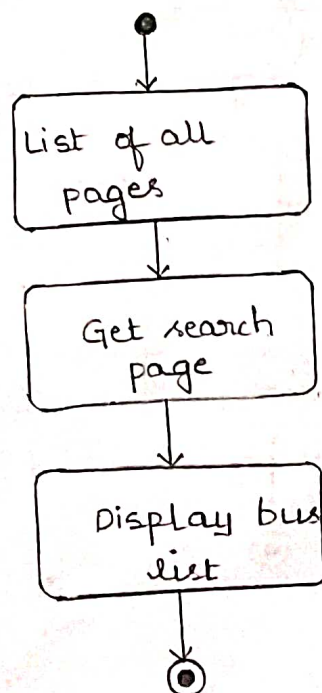 List of all
pages
Get search
page
Display bus
list